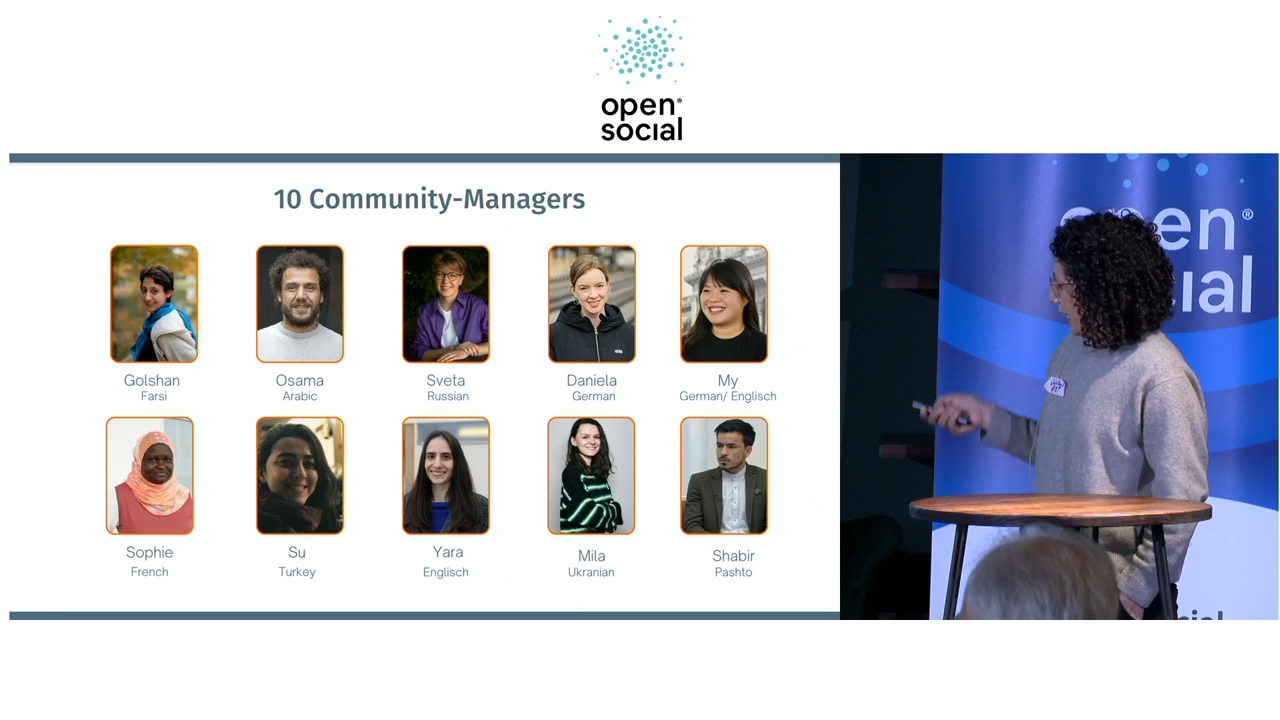 open®
social
10 Community-Managers
Golshan
Farsi
Osama
Arabic
Sveta
Russian
Daniela
German
My
German/ Englisch
Sophie
French
Su
Turkey
Yara
Englisch
Mila
Ukranian
Shabir
Pashto
open®
social